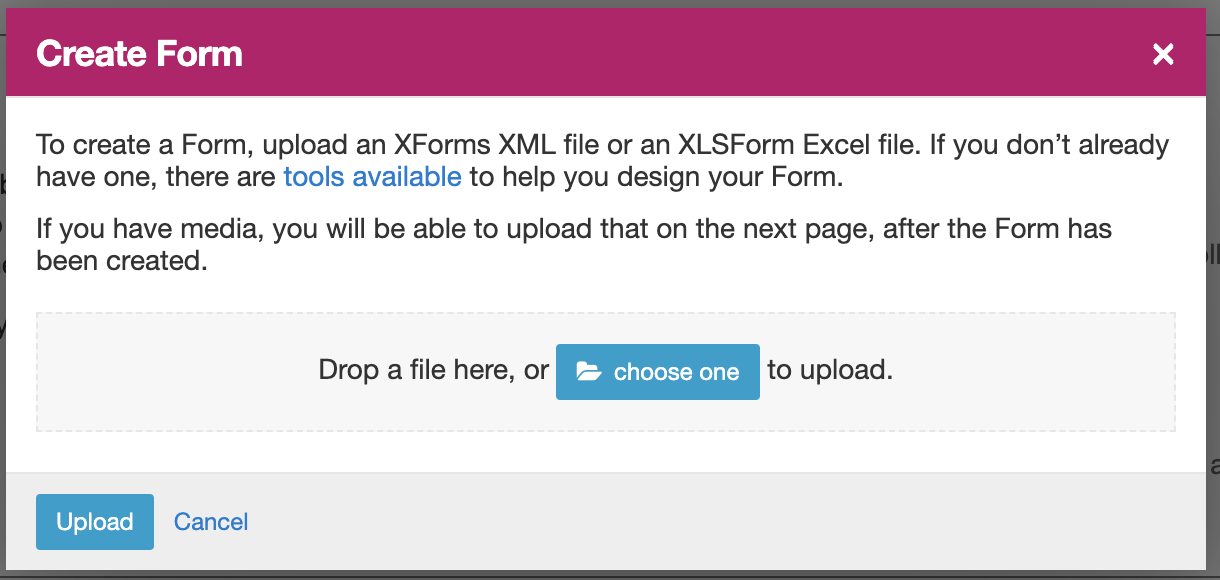 Create Form
To create a Form, upload an XForms XML file or an XLSForm Excel file. If you don’t already
have one, there are tools available to help you design your Form.
If you have media, you will be able to upload that on the next page, after the Form has
been created.
Drop a file here, or choose one to upload.
Upload Cancel